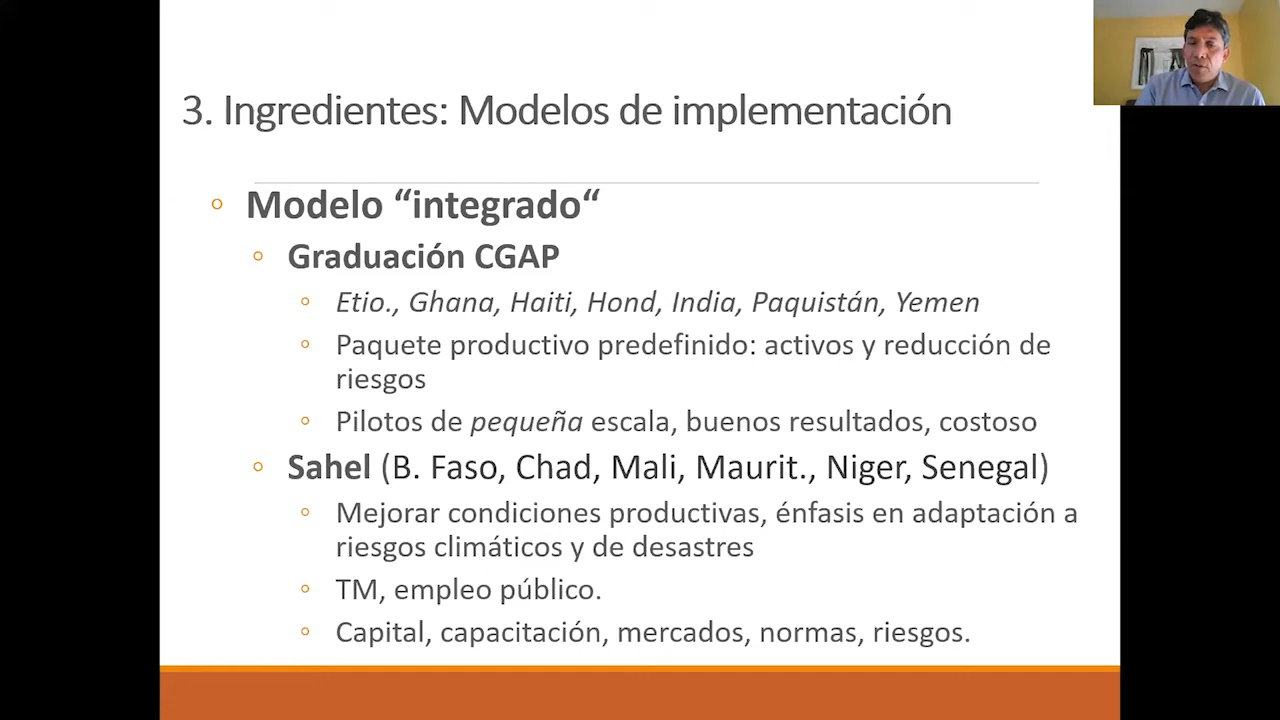 3. Ingredientes: Modelos de implementación
Modelo “integrado“
Graduación CGAP
Etio., Ghana, Haiti, Hond, India, Paquistán, Yemen
Paquete productivo predefinido: activos y reducción de
riesgos
Pilotos de pequeña escala, buenos resultados, costoso
Sahel (B. Faso, Chad, Mali, Maurit., Niger, Senegal)
Mejorar condiciones productivas, énfasis en adaptación a
riesgos climáticos y de desastres
TM, empleo público.
Capital, capacitación, mercados, normas, riesgos.